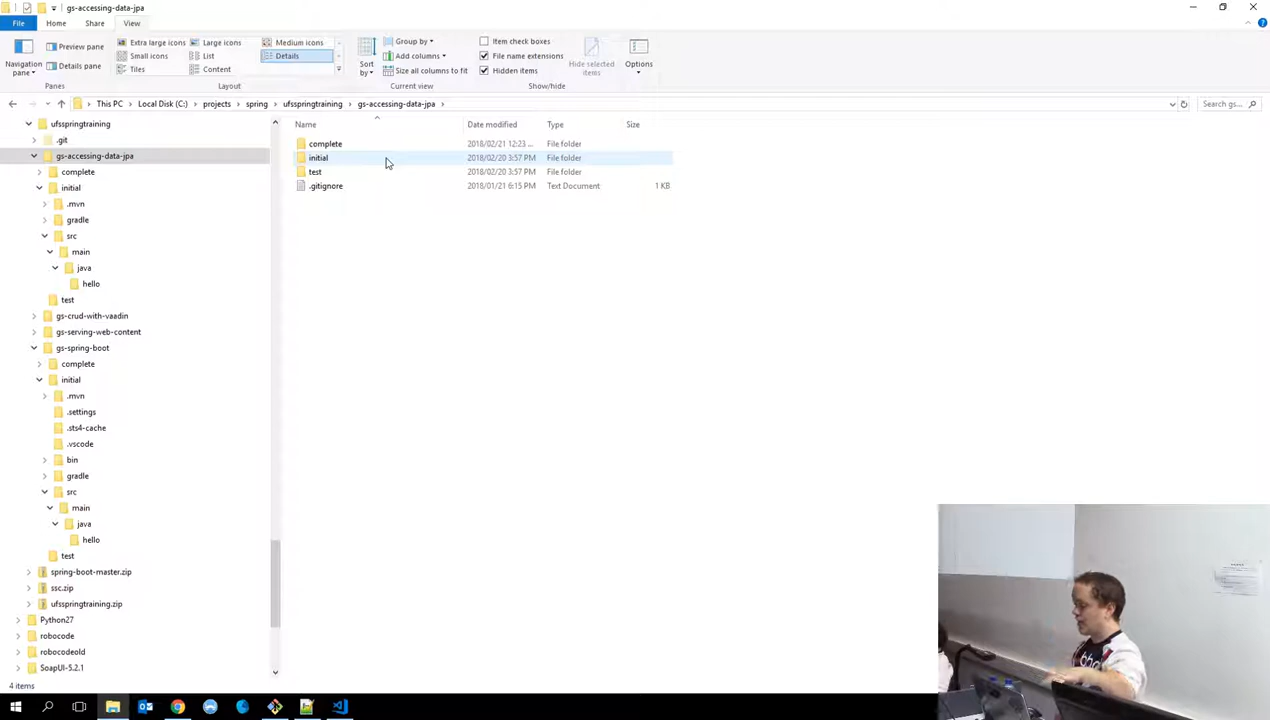 gs-accessing-data-jpa
File
Home
Share
View
Navigation pane
Preview pane
Details pane
Panes
Extra large icons
Large icons
Medium icons
Small icons
List
Details
Tiles
Content
Layout
Sort by
Group by
Add columns
Size all columns to fit
Current view
Item check boxes
File name extensions
Hidden items
Hide selected items
Options
Show/hide
This PC
Local Disk (C:)
projects
spring
ufsspringtraining
gs-accessing-data-jpa
Search gs...
ufsspringtraining
.git
gs-accessing-data-jpa
complete
initial
.mvn
gradle
src
main
java
hello
test
gs-crud-with-vaadin
gs-serving-web-content
gs-spring-boot
complete
initial
.mvn
.settings
.sts4-cache
.vscode
bin
gradle
src
main
java
hello
test
spring-boot-master.zip
ssc.zip
ufsspringtraining.zip
Python27
robocode
robocodeold
SoapUI-5.2.1
Name Date modified Type Size
complete 2018/02/21 12:23 ... File folder
initial 2018/02/20 3:57 PM File folder
test 2018/02/20 3:57 PM File folder
.gitignore 2018/01/21 6:15 PM Text Document 1 KB
4 items